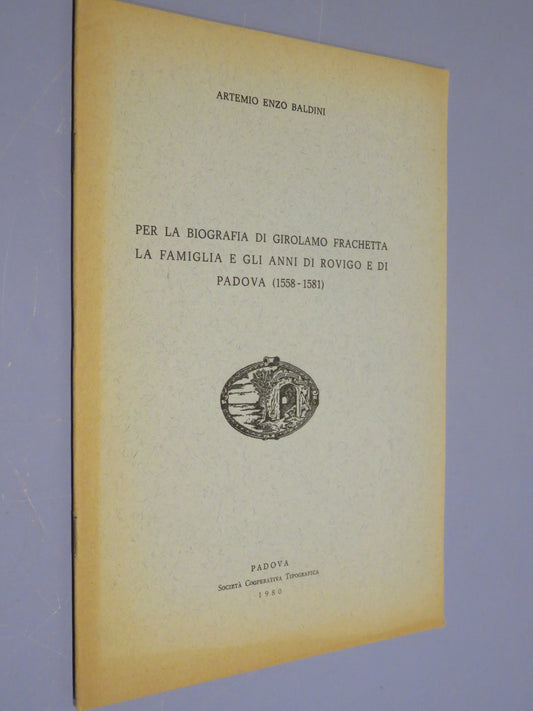 ARTEMIO ENZO BALDINI
PER LA BIOGRAFIA DI GIROLAMO FRACHETTA
LA FAMIGLIA E GLI ANNI DI ROVIGO E DI
PADOVA (1558-1581)
PADOVA
SOCIETÀ COOPERATIVA TIPOGRAFICA
1980